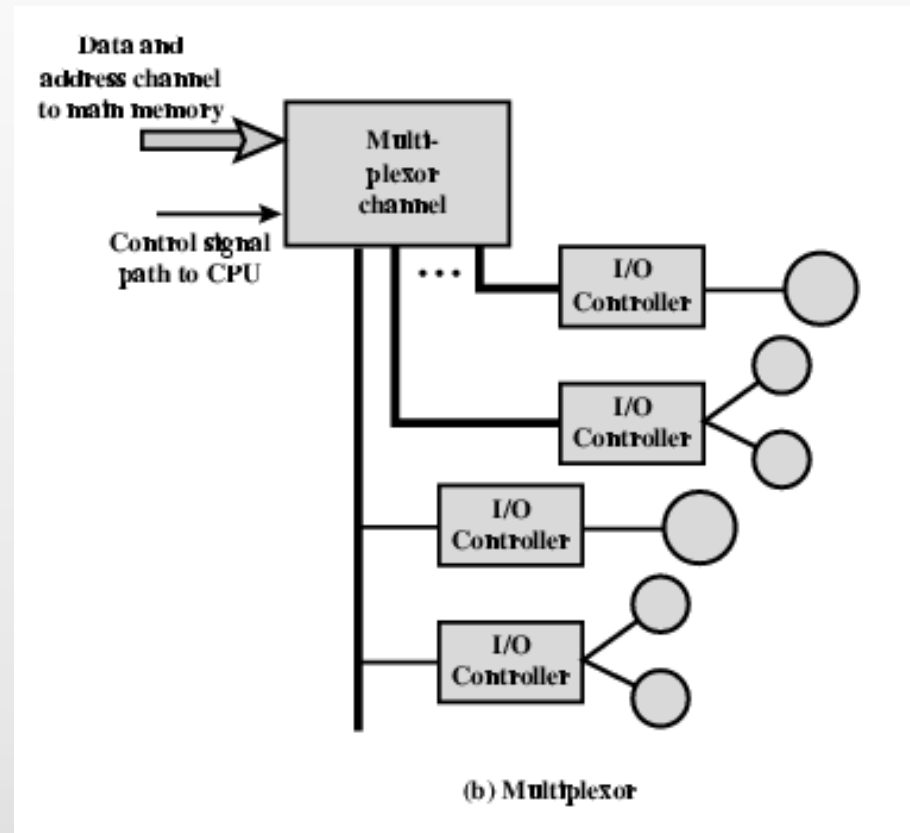 Data and
address channel
to main memory
Multi-
plexor
channel
Control signal
path to CPU
...
I/O
Controller
I/O
Controller
I/O
Controller
I/O
Controller
(b) Multiplexor